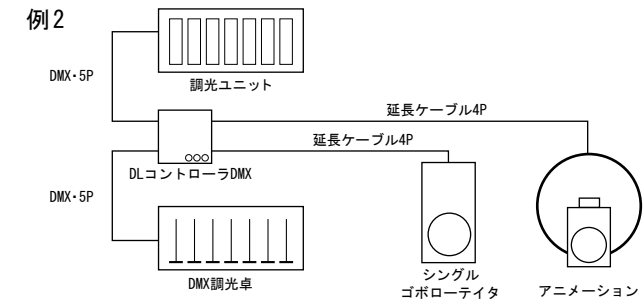 例2
DMX・5P
調光ユニット
延長ケーブル4P
延長ケーブル4P
DLコントローラDMX
DMX・5P
DMX調光卓
シングル
ゴボローテイタ
アニメーション